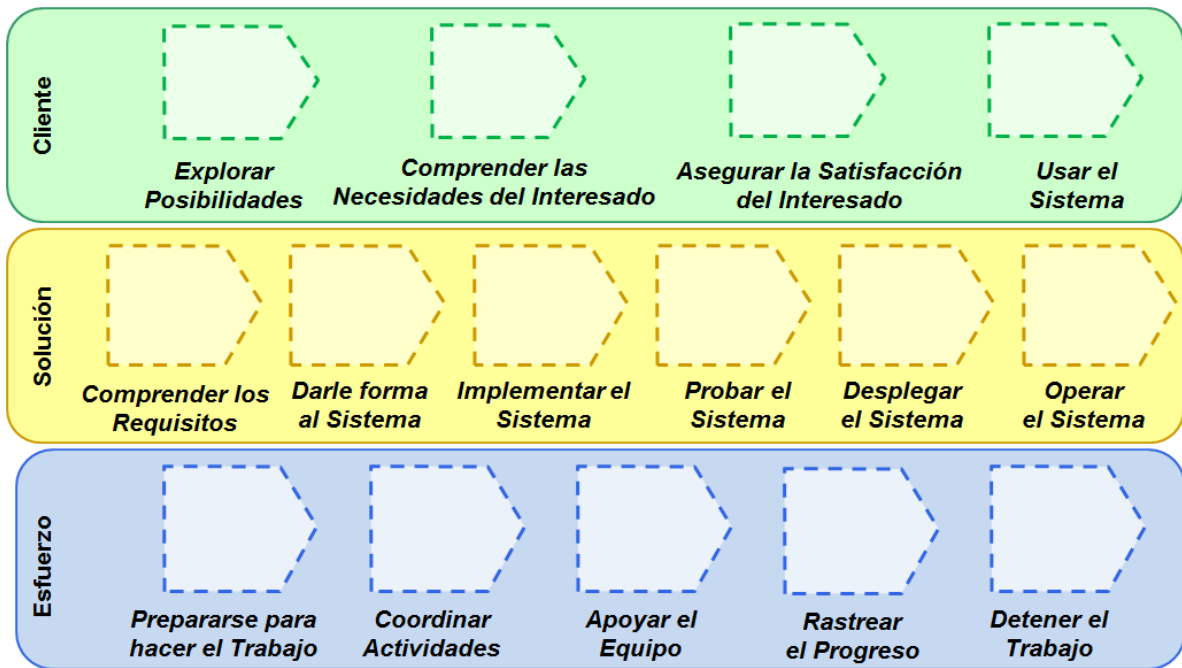 Cliente
Explorar
Posibilidades
Comprender las
Necesidades del Interesado
Asegurar la Satisfacción
del Interesado
Usar el
Sistema
Solución
Comprender los
Requisitos
Darle forma
al Sistema
Implementar el
Sistema
Probar el
Sistema
Desplegar
el Sistema
Operar
el Sistema
Esfuerzo
Prepararse para
hacer el Trabajo
Coordinar
Actividades
Apoyar el
Equipo
Rastrear
el Progreso
Detener el
Trabajo